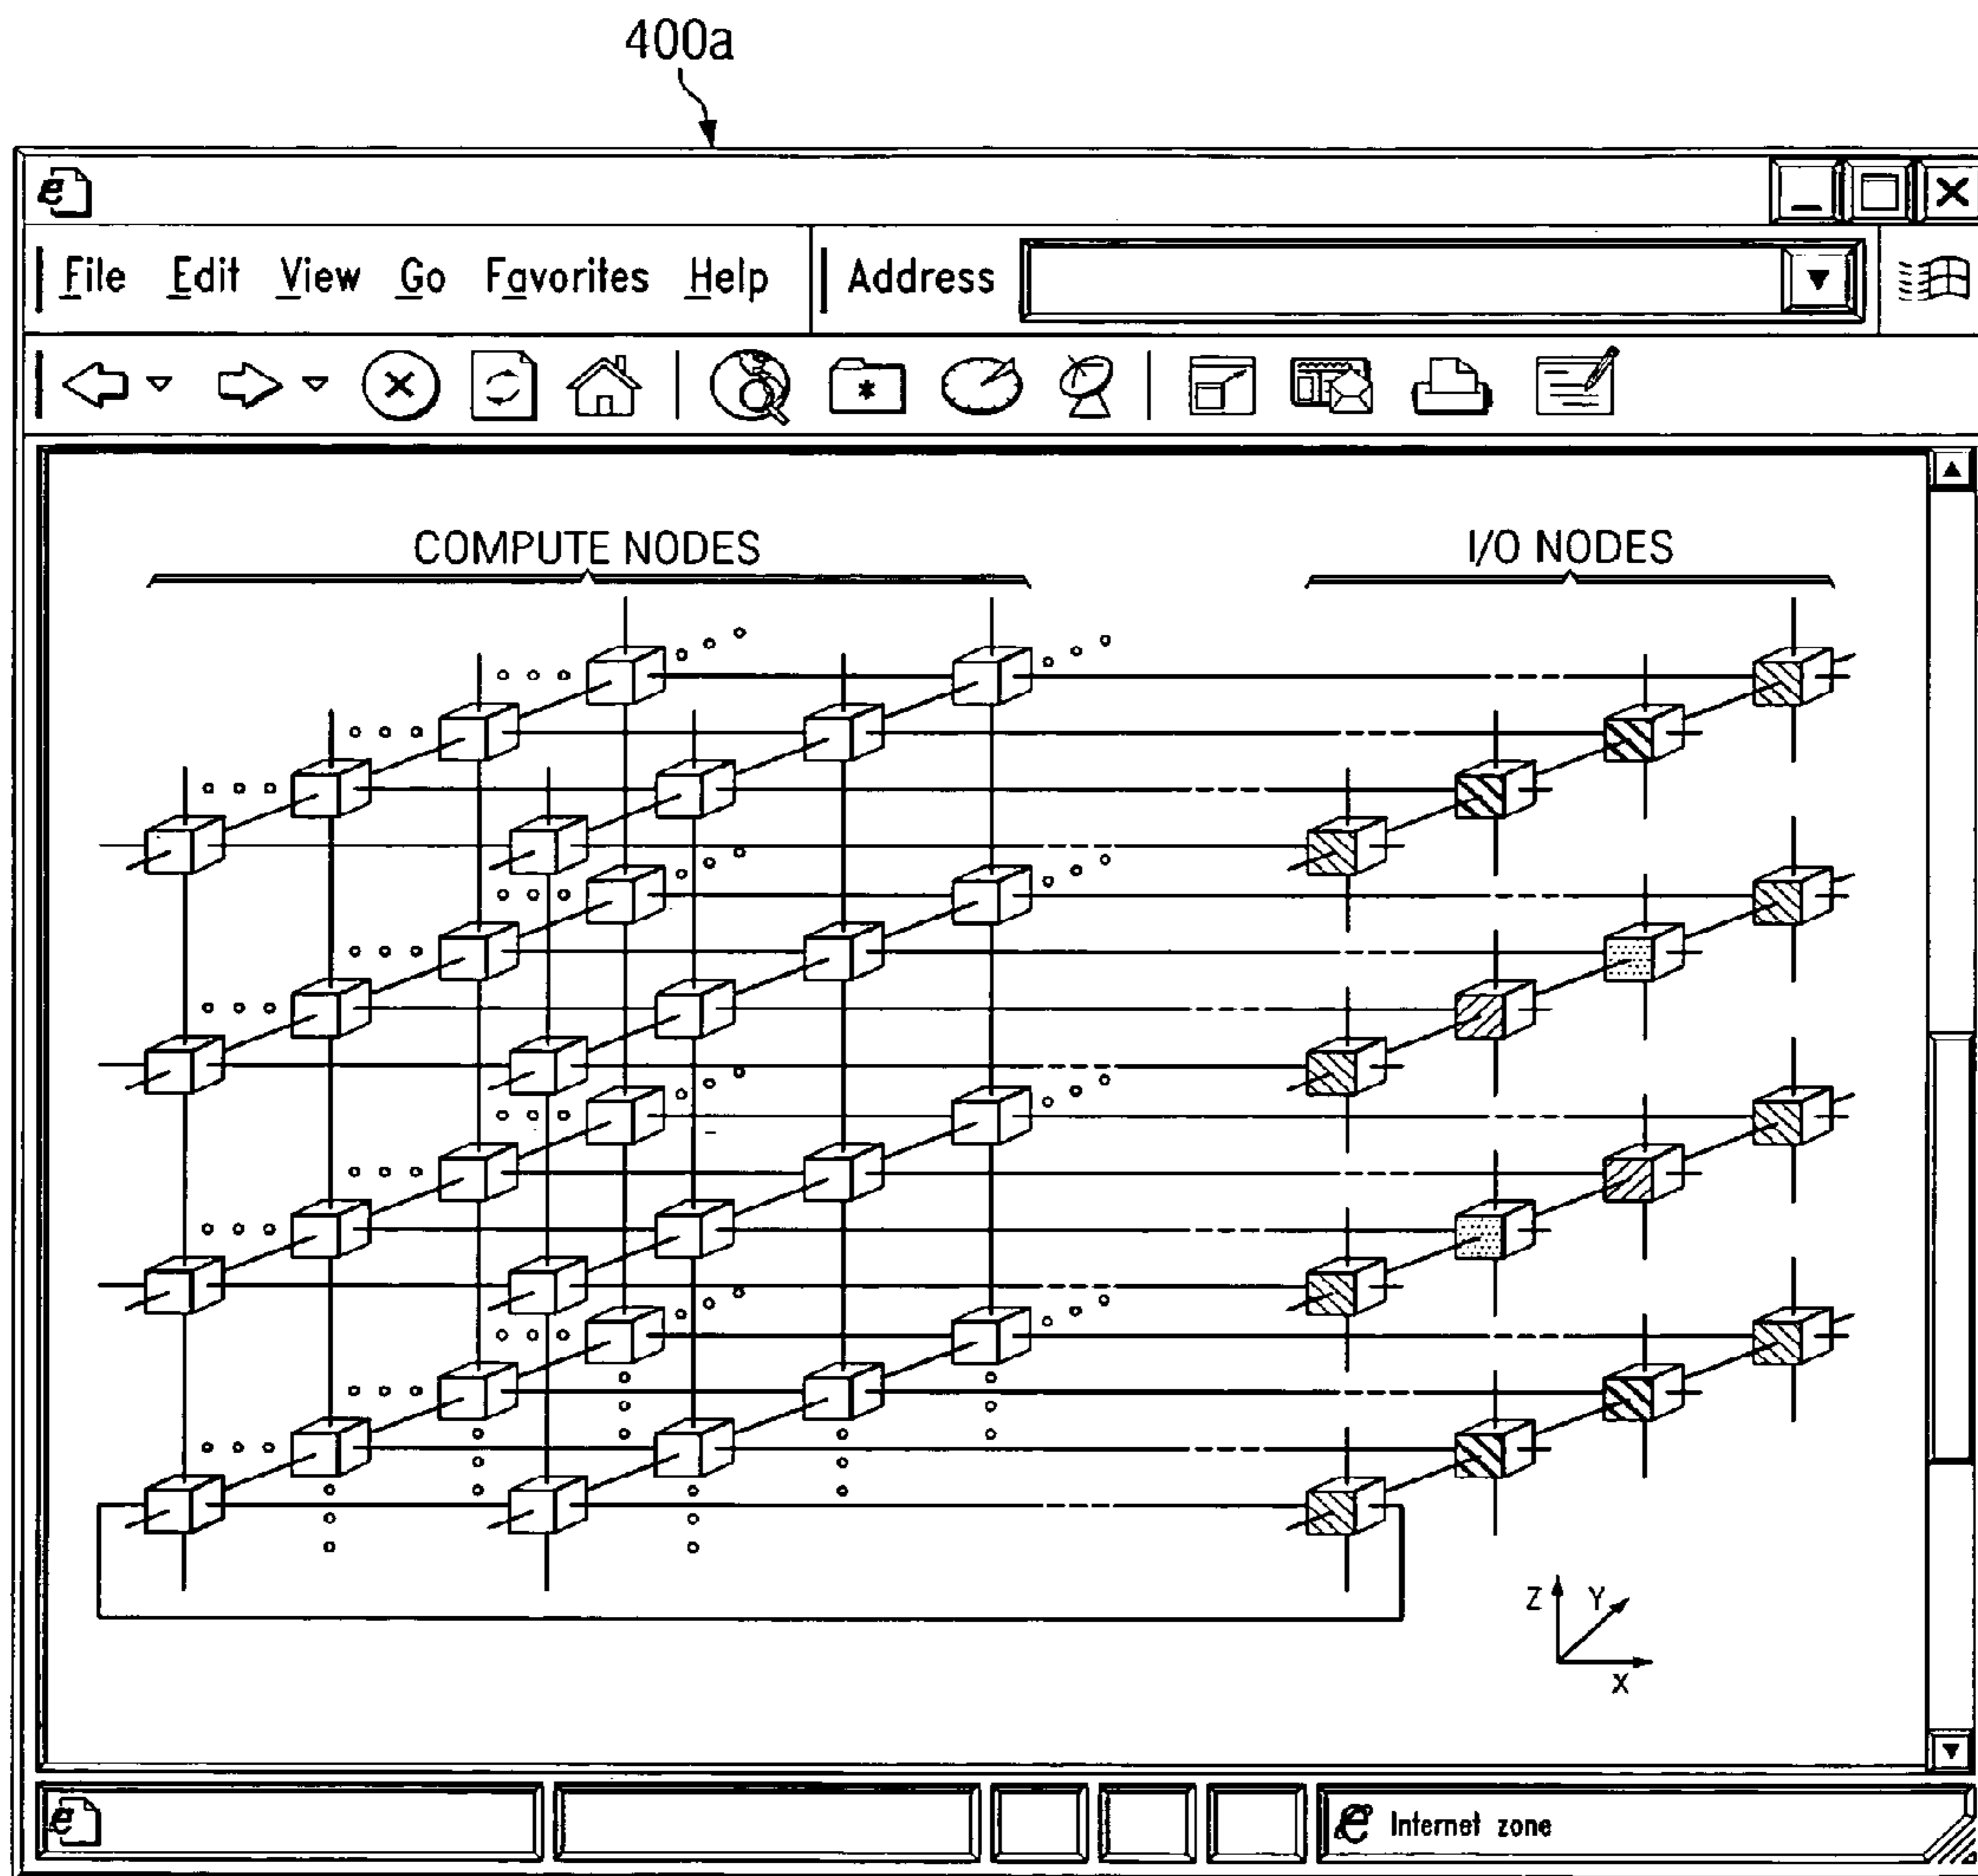 400a
File Edit View Go Favorites Help Address
COMPUTE NODES I/O NODES
Z Y
X
Internet zone